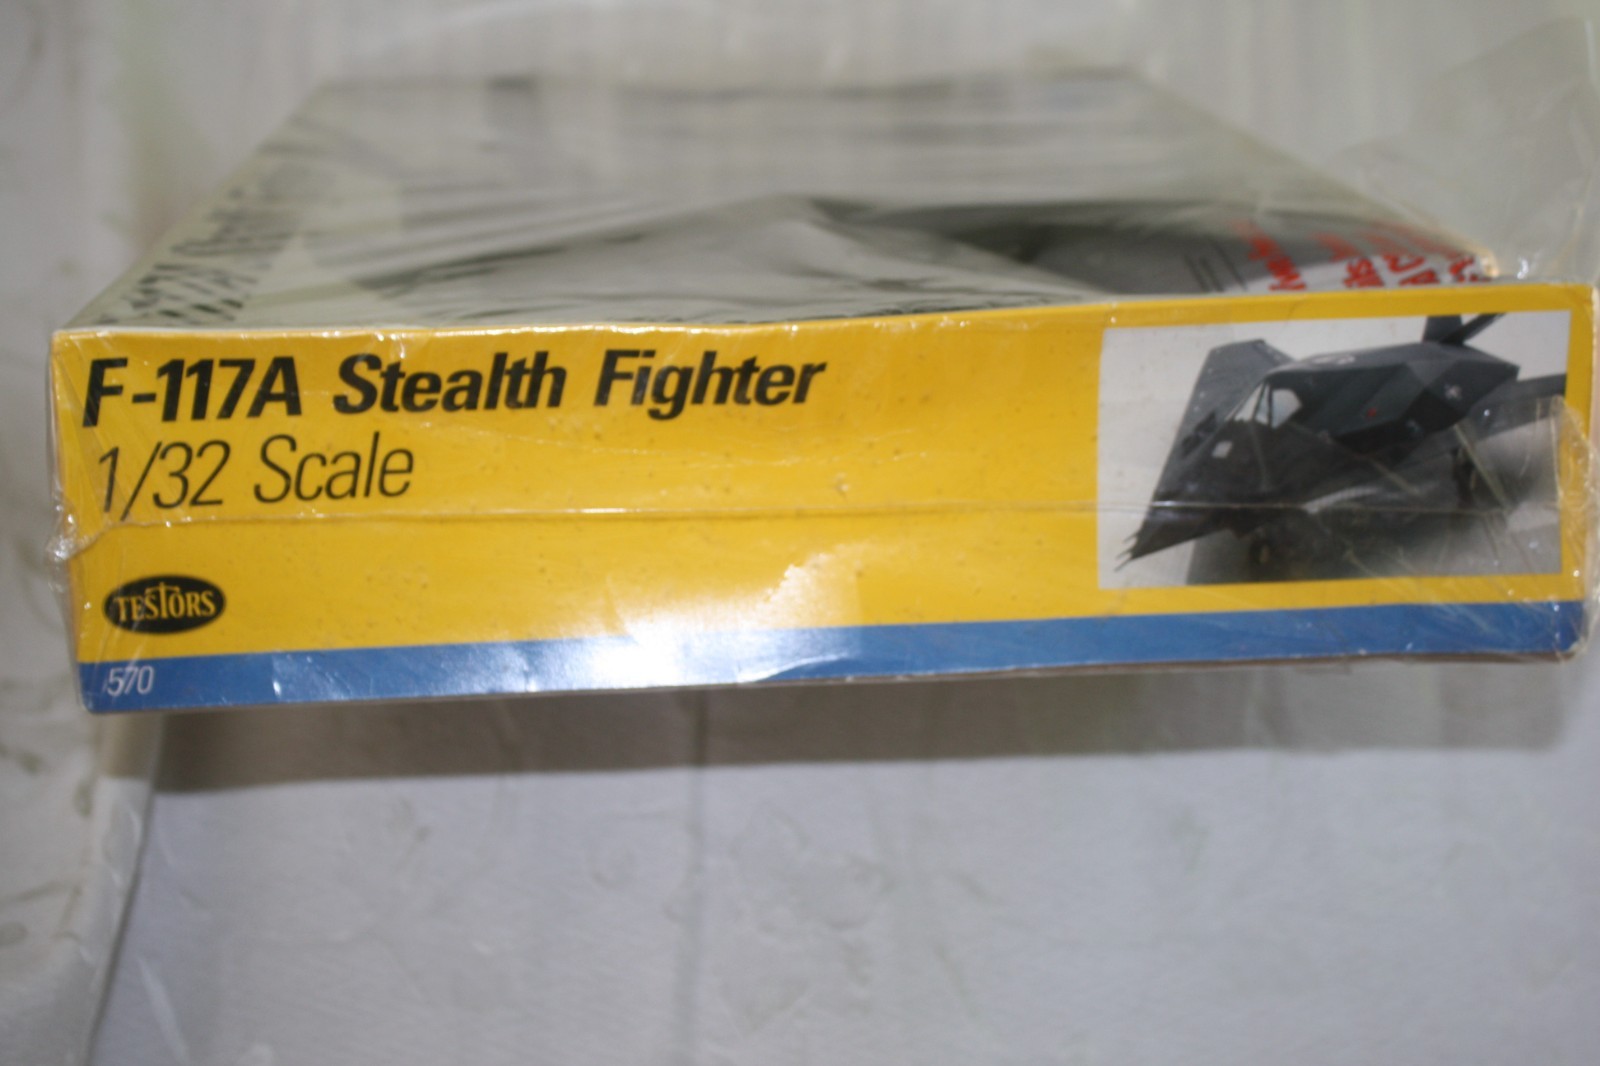 F-117A Stealth Fighter
1/32 Scale
TESTORS
570